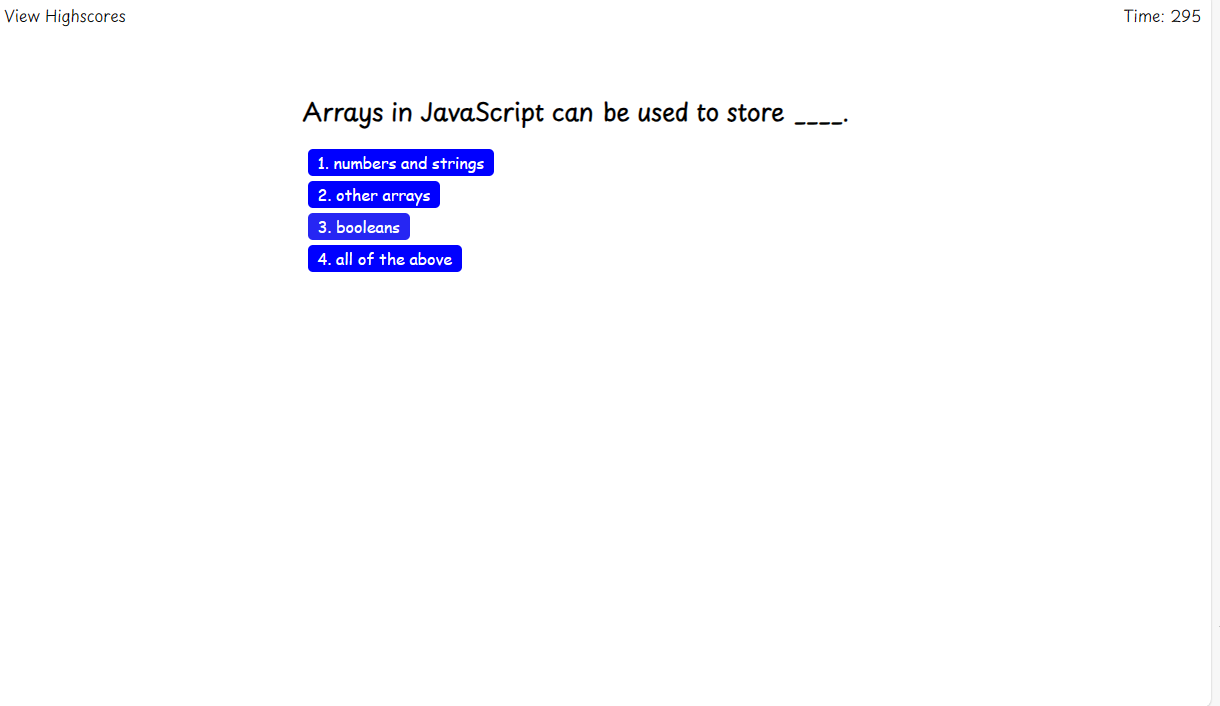 View Highscores
Time: 295
Arrays in JavaScript can be used to store ____.
1. numbers and strings
2. other arrays
3. booleans
4. all of the above